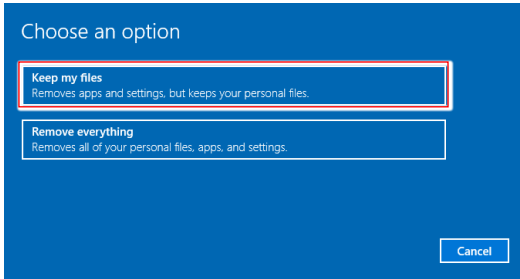 Choose an option
Keep my files
Removes apps and settings, but keeps your personal files.
Remove everything
Removes all of your personal files, apps, and settings.
Cancel